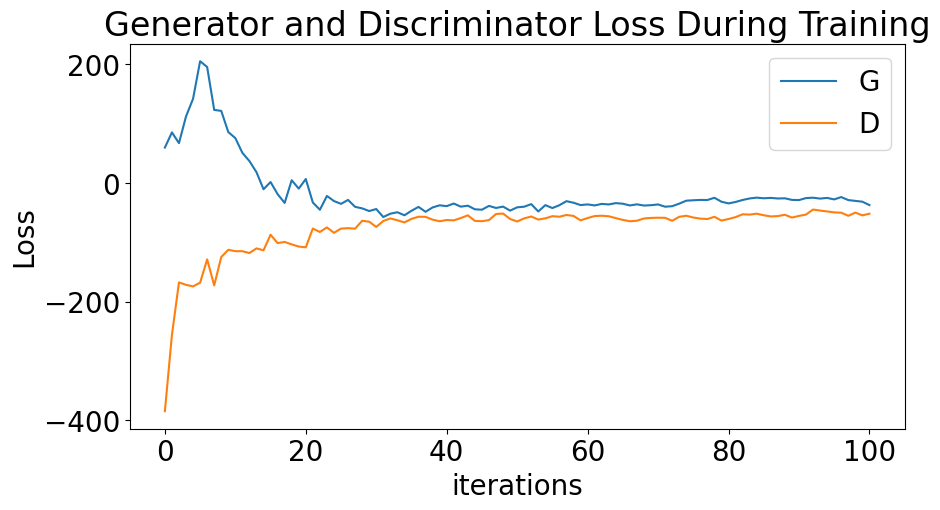 Generator and Discriminator Loss During Training
G
D
200
0
−200
−400
Loss
0 20 40 60 80 100
iterations